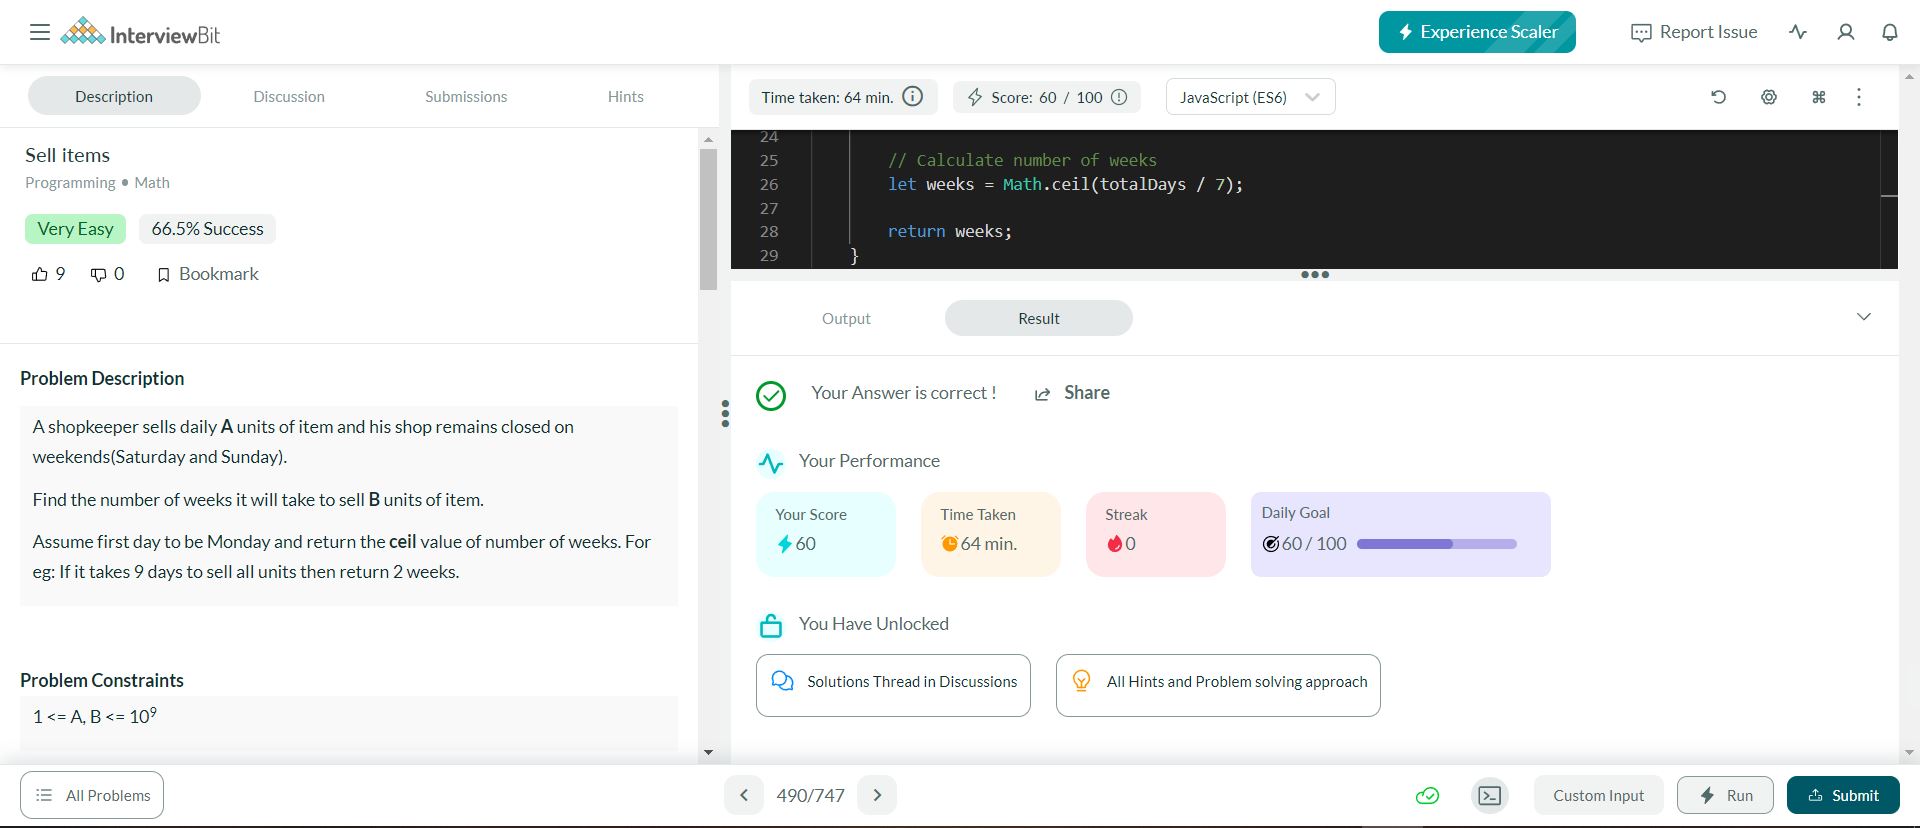 InterviewBit
Experience Scaler
Report Issue
Description
Discussion
Submissions
Hints
Time taken: 64 min.
Score: 60 / 100
JavaScript (ES6)
Sell items
Programming • Math
Very Easy
66.5% Success
9
0
Bookmark
Problem Description
A shopkeeper sells daily A units of item and his shop remains closed on
weekends(Saturday and Sunday).
Find the number of weeks it will take to sell B units of item.
Assume first day to be Monday and return the ceil value of number of weeks. For
eg: If it takes 9 days to sell all units then return 2 weeks.
Problem Constraints
1 <= A, B <= 10⁹
24
25 // Calculate number of weeks
26 let weeks = Math.ceil(totalDays / 7);
27
28 return weeks;
29 }
Output
Result
Your Answer is correct !
Share
Your Performance
Your Score
60
Time Taken
64 min.
Streak
0
Daily Goal
60 / 100
You Have Unlocked
Solutions Thread in Discussions
All Hints and Problem solving approach
All Problems
490/747
Custom Input
Run
Submit